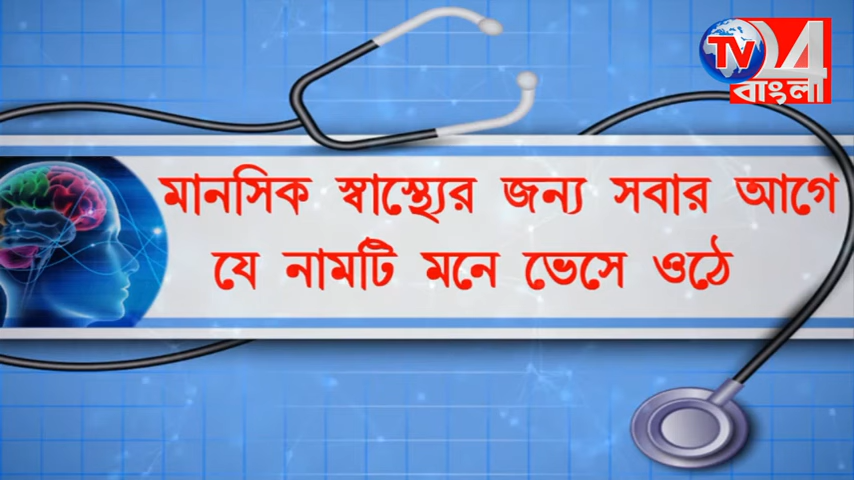 TV 24
বাংলা
মানসিক স্বাস্থ্যের জন্য সবার আগে
যে নামটি মনে ভেসে ওঠে